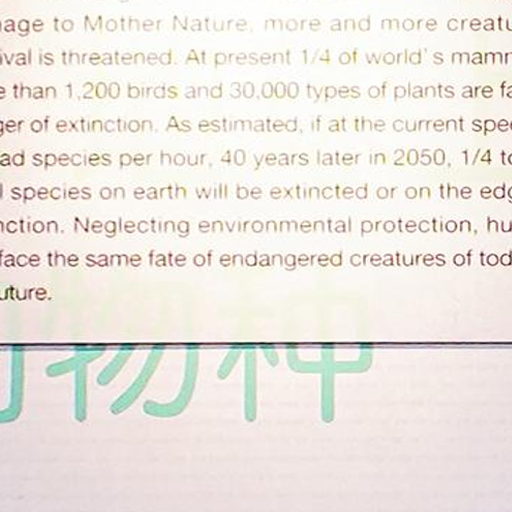 age to Mother Nature, more and more creatu
ival is threatened. At present 1/4 of world's mamm
e than 1,200 birds and 30,000 types of plants are fa
ger of extinction. As estimated, if at the current spee
ad species per hour, 40 years later in 2050, 1/4 to
l species on earth will be extincted or on the edg
nction. Neglecting environmental protection, hu
face the same fate of endangered creatures of tod
uture.
物种